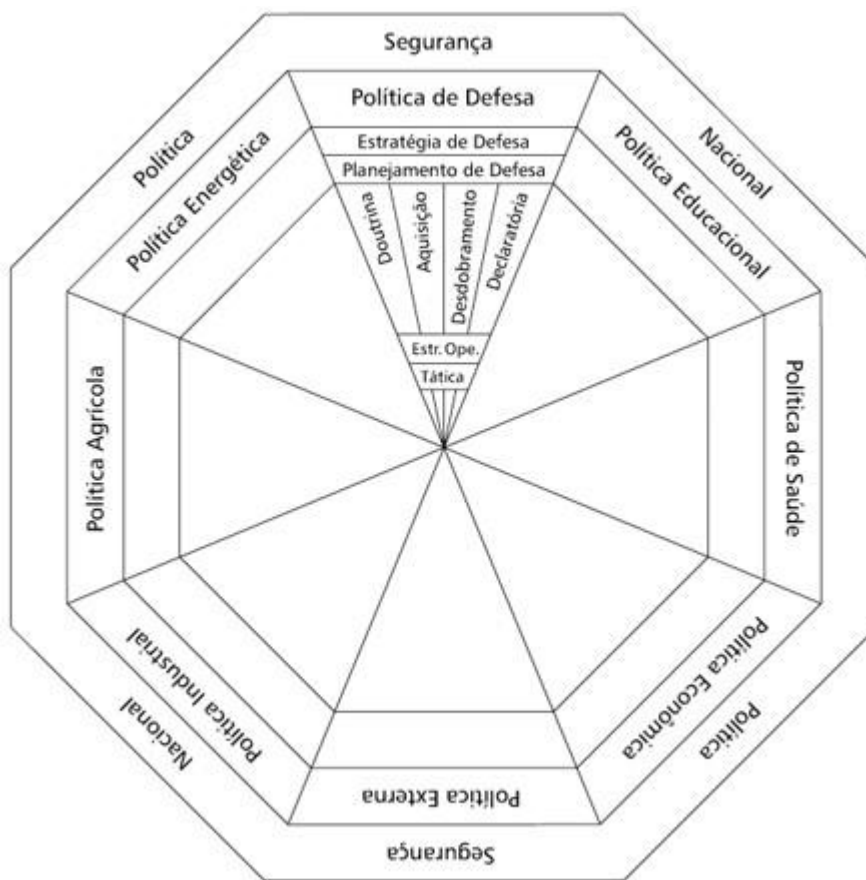 Segurança
Política
Nacional
Política de Defesa
Estratégia de Defesa
Planejamento de Defesa
Doutrina
Aquisição
Desdobramento
Declaratória
Estr. Ope.
Tática
Política Energética
Política Educacional
Política Agrícola
Política de Saúde
Política Industrial
Política Econômica
Política Externa
Nacional
Segurança
Política